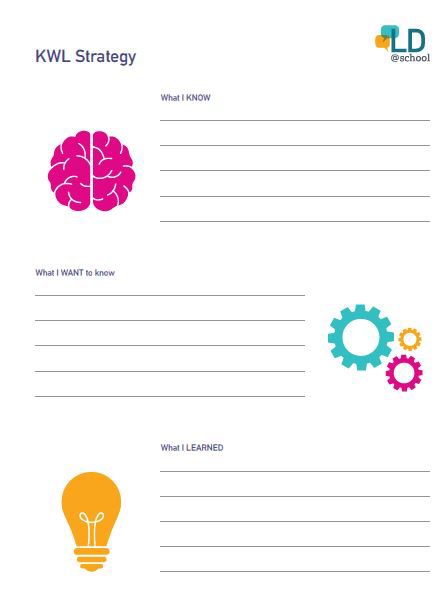 KWL Strategy
LD
@school
What I KNOW
What I WANT to know
What I LEARNED